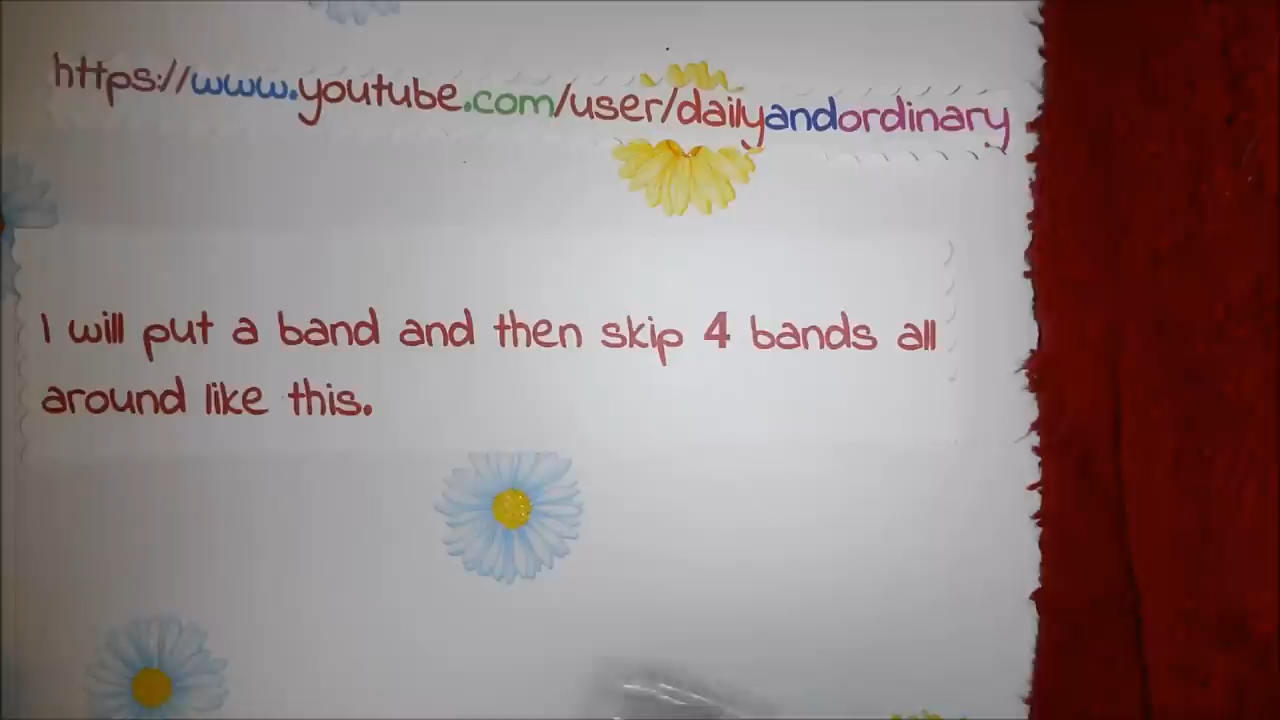 https://www.youtube.com/user/dailyandordinary
I will put a band and then skip 4 bands all
around like this.